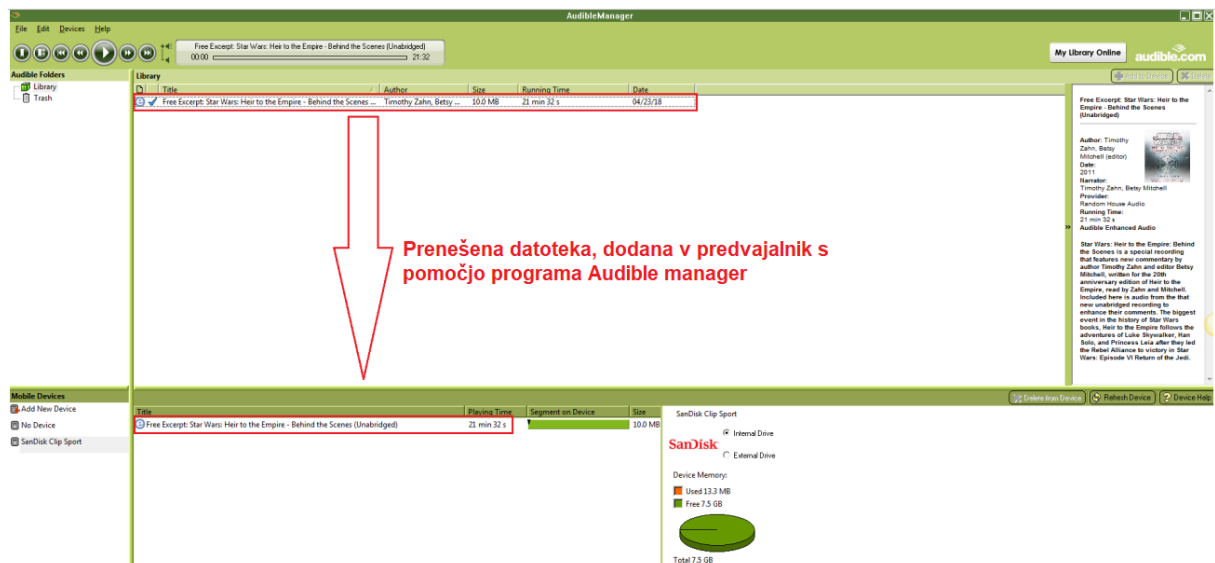 AudibleManager
File Edit Devices Help
Free Excerpt: Star Wars: Heir to the Empire - Behind the Scenes (Unabridged)
00:00 21:32
My Library Online
audible.com
Audible Folders
Library
Trash
Library
Add to Device Delete
Title Author Size Running Time Date
Free Excerpt: Star Wars: Heir to the Empire - Behind the Scenes ... Timothy Zahn, Betsy ... 10.0 MB 21 min 32 s 04/23/18
Prenešena datoteka, dodana v predvajalnik s
pomočjo programa Audible manager
Free Excerpt: Star Wars: Heir to the
Empire - Behind the Scenes
(Unabridged)
Author: Timothy
Zahn, Betsy
Mitchell (editor)
Date:
2011
Narrator:
Timothy Zahn, Betsy Mitchell
Provider:
Random House Audio
Running Time:
21 min 32 s
Audible Enhanced Audio
Star Wars: Heir to the Empire: Behind
the Scenes is a special recording
that features new commentary by
author Timothy Zahn and editor Betsy
Mitchell, written for the 20th
anniversary edition of Heir to the
Empire, read by Zahn and Mitchell.
Included here is audio from the that
new unabridged recording to
enhance their comments. The biggest
event in the history of Star Wars
books, Heir to the Empire follows the
adventures of Luke Skywalker, Han
Solo, and Princess Leia after they led
the Rebel Alliance to victory in Star
Wars: Episode VI Return of the Jedi.
Mobile Devices
Add New Device
No Device
SanDisk Clip Sport
Delete from Device Refresh Device Device Help
Title Playing Time Segment on Device Size
Free Excerpt: Star Wars: Heir to the Empire - Behind the Scenes (Unabridged) 21 min 32 s 10.0 MB
SanDisk Clip Sport
SanDisk
Internal Drive
External Drive
Device Memory:
Used 13.3 MB
Free 7.5 GB
Total 7.5 GB